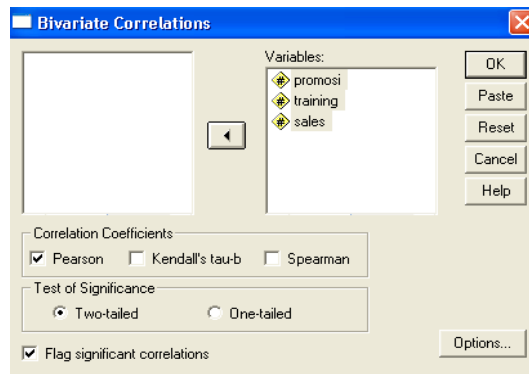 Bivariate Correlations
Variables:
promosi
training
sales
OK
Paste
Reset
Cancel
Help
Correlation Coefficients
Pearson Kendall's tau-b Spearman
Test of Significance
Two-tailed One-tailed
Flag significant correlations
Options...